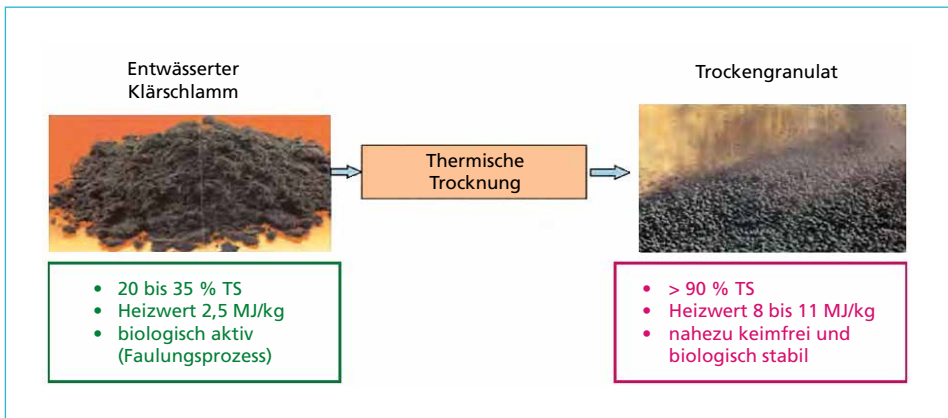 Entwässerter
Klärschlamm
Trockengranulat
Thermische
Trocknung
• 20 bis 35 % TS
• Heizwert 2,5 MJ/kg
• biologisch aktiv
(Faulungsprozess)
• > 90 % TS
• Heizwert 8 bis 11 MJ/kg
• nahezu keimfrei und
biologisch stabil